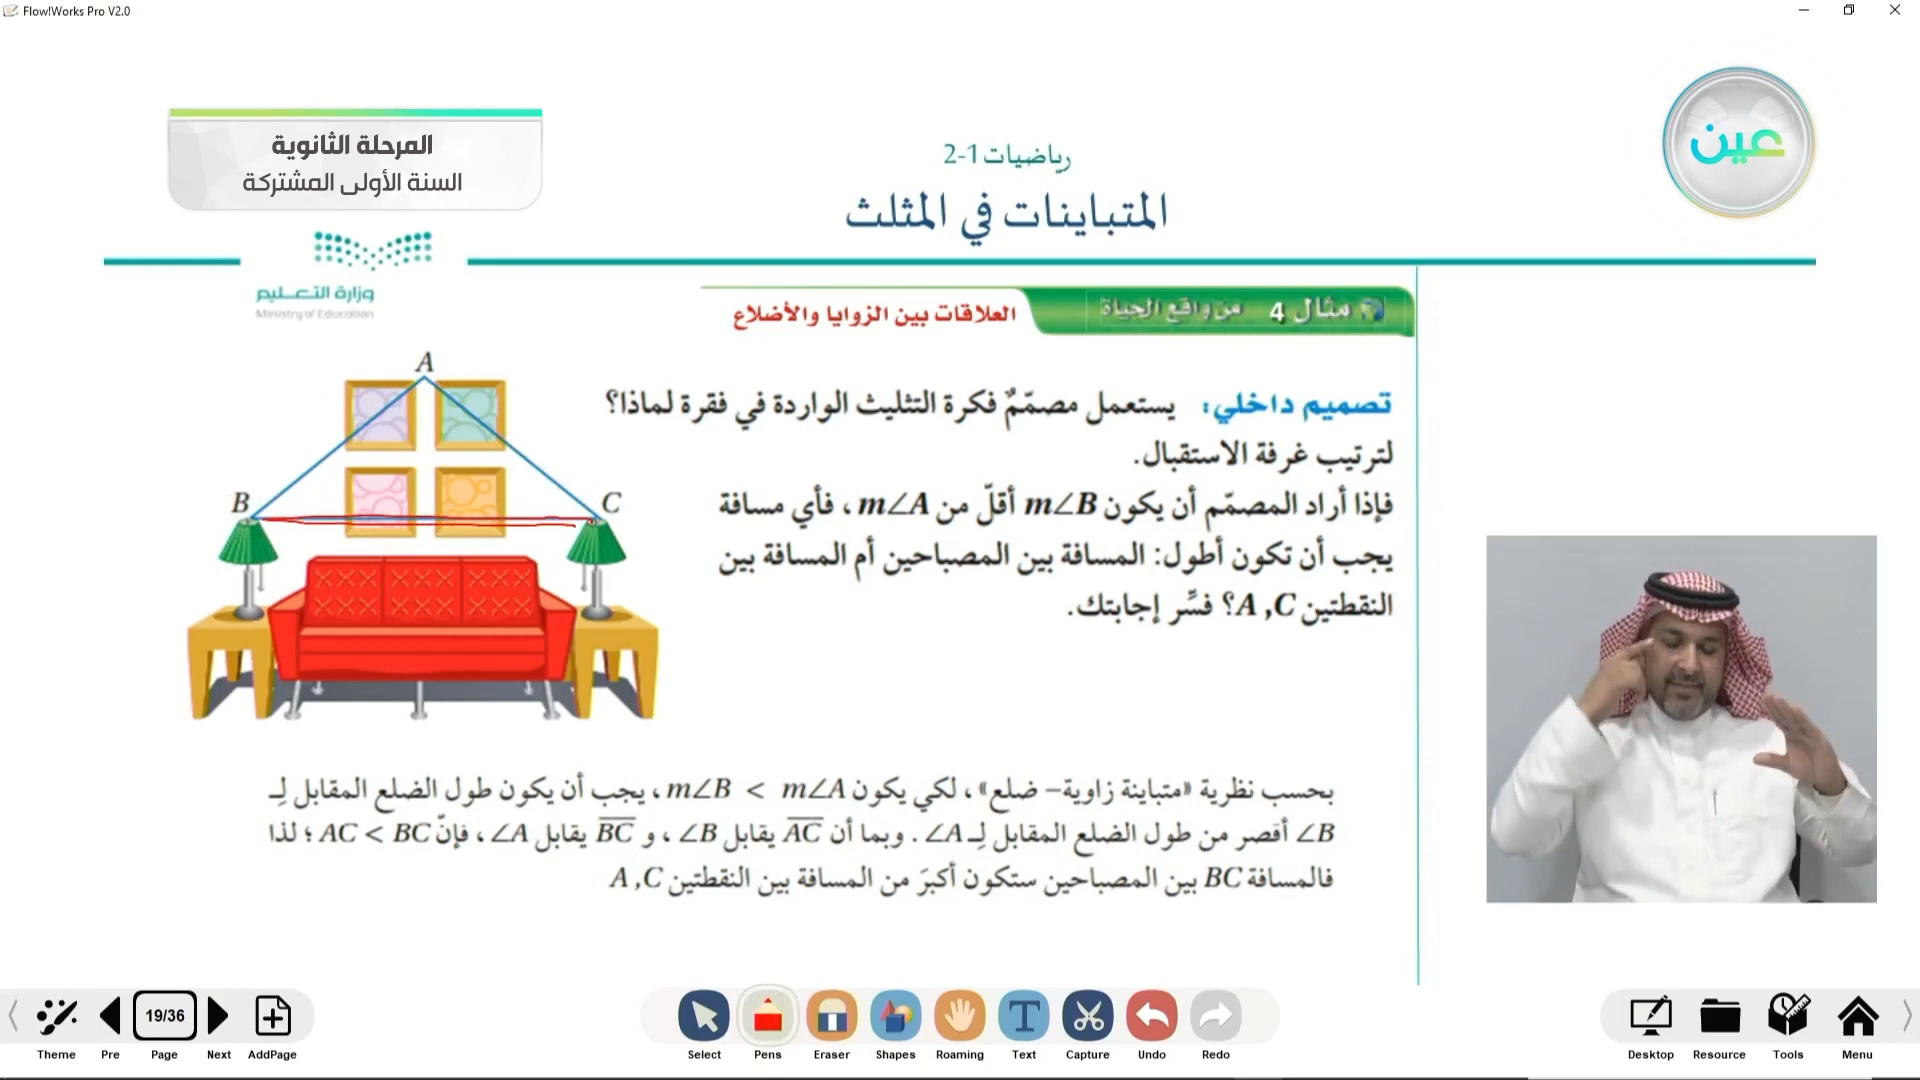 Flow!Works Pro V2.0
المرحلة الثانوية
السنة الأولى المشتركة
رياضيات 1-2
المتباينات في المثلث
عين
وزارة التعليم
Ministry of Education
مثال 4 من واقع الحياة
العلاقات بين الزوايا والأضلاع
تصميم داخلي: يستعمل مصمّمٌ فكرة التثليث الواردة في فقرة لماذا؟
لترتيب غرفة الاستقبال.
فإذا أراد المصمّم أن يكون m∠B أقلّ من m∠A، فأي مسافة
يجب أن تكون أطول: المسافة بين المصباحين أم المسافة بين
النقطتين A ,C؟ فسِّر إجابتك.
A
B
C
بحسب نظرية «متباينة زاوية– ضلع»، لكي يكون m∠B < m∠A، يجب أن يكون طول الضلع المقابل لِـ
∠B أقصر من طول الضلع المقابل لِـ ∠A. وبما أن A̅C̅ يقابل ∠B، و B̅C̅ يقابل ∠A، فإنّ AC < BC؛ لذا
فالمسافة BC بين المصباحين ستكون أكبرَ من المسافة بين النقطتين A ,C
19/36
Theme
Pre
Page
Next
AddPage
Select
Pens
Eraser
Shapes
Roaming
Text
Capture
Undo
Redo
Desktop
Resource
Tools
Menu